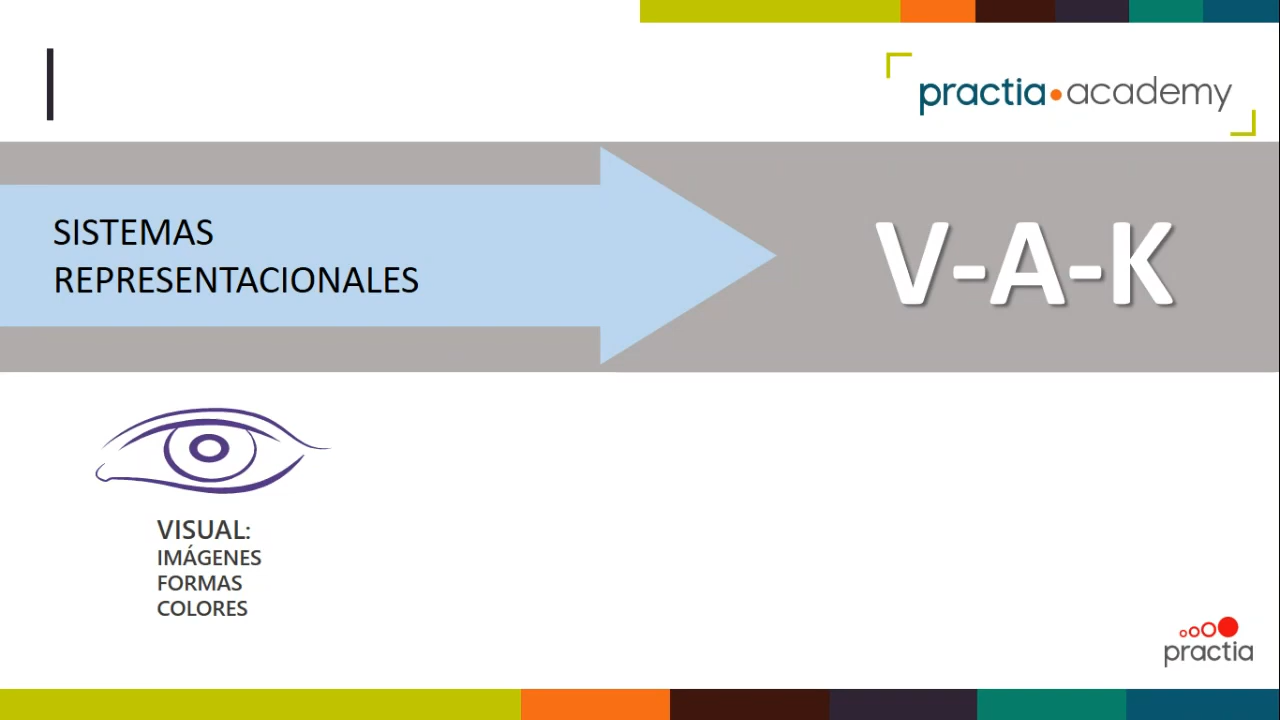 practia•academy
SISTEMAS
REPRESENTACIONALES
V-A-K
VISUAL:
IMÁGENES
FORMAS
COLORES
practia